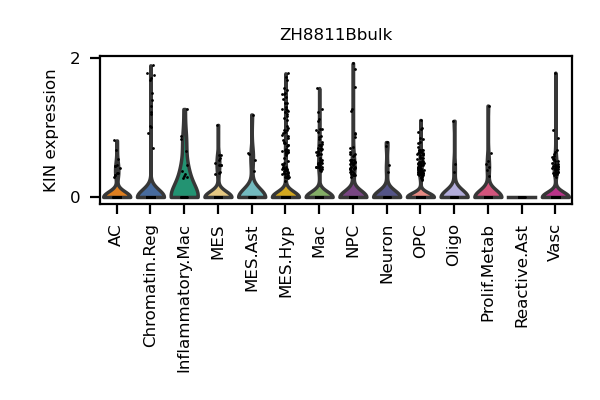 ZH8811Bbulk
KIN expression
2
0
AC
Chromatin.Reg
Inflammatory.Mac
MES
MES.Ast
MES.Hyp
Mac
NPC
Neuron
OPC
Oligo
Prolif.Metab
Reactive.Ast
Vasc